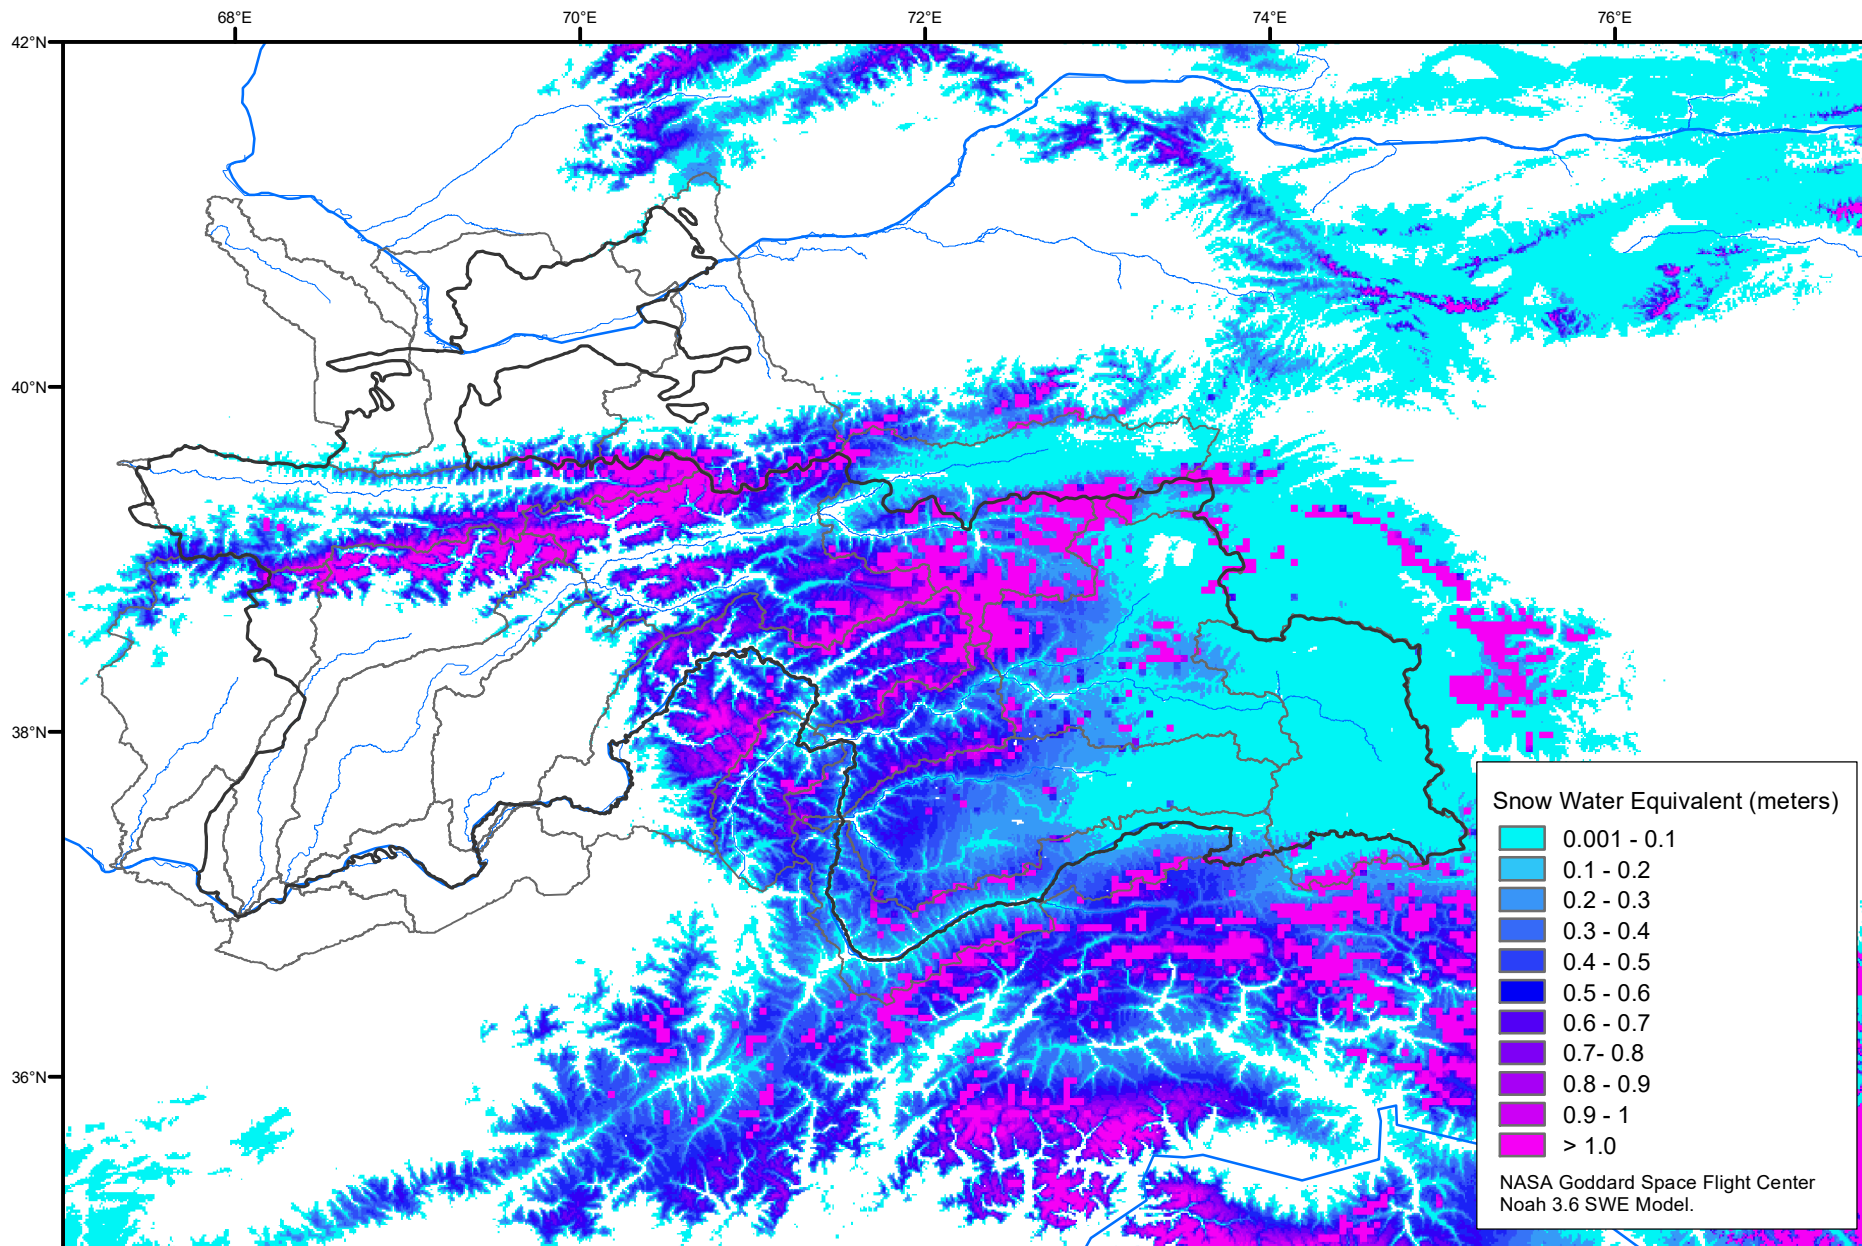 68°E 70°E 72°E 74°E 76°E
42°N
40°N
38°N
36°N
Snow Water Equivalent (meters)
0.001 - 0.1
0.1 - 0.2
0.2 - 0.3
0.3 - 0.4
0.4 - 0.5
0.5 - 0.6
0.6 - 0.7
0.7- 0.8
0.8 - 0.9
0.9 - 1
> 1.0
NASA Goddard Space Flight Center
Noah 3.6 SWE Model.